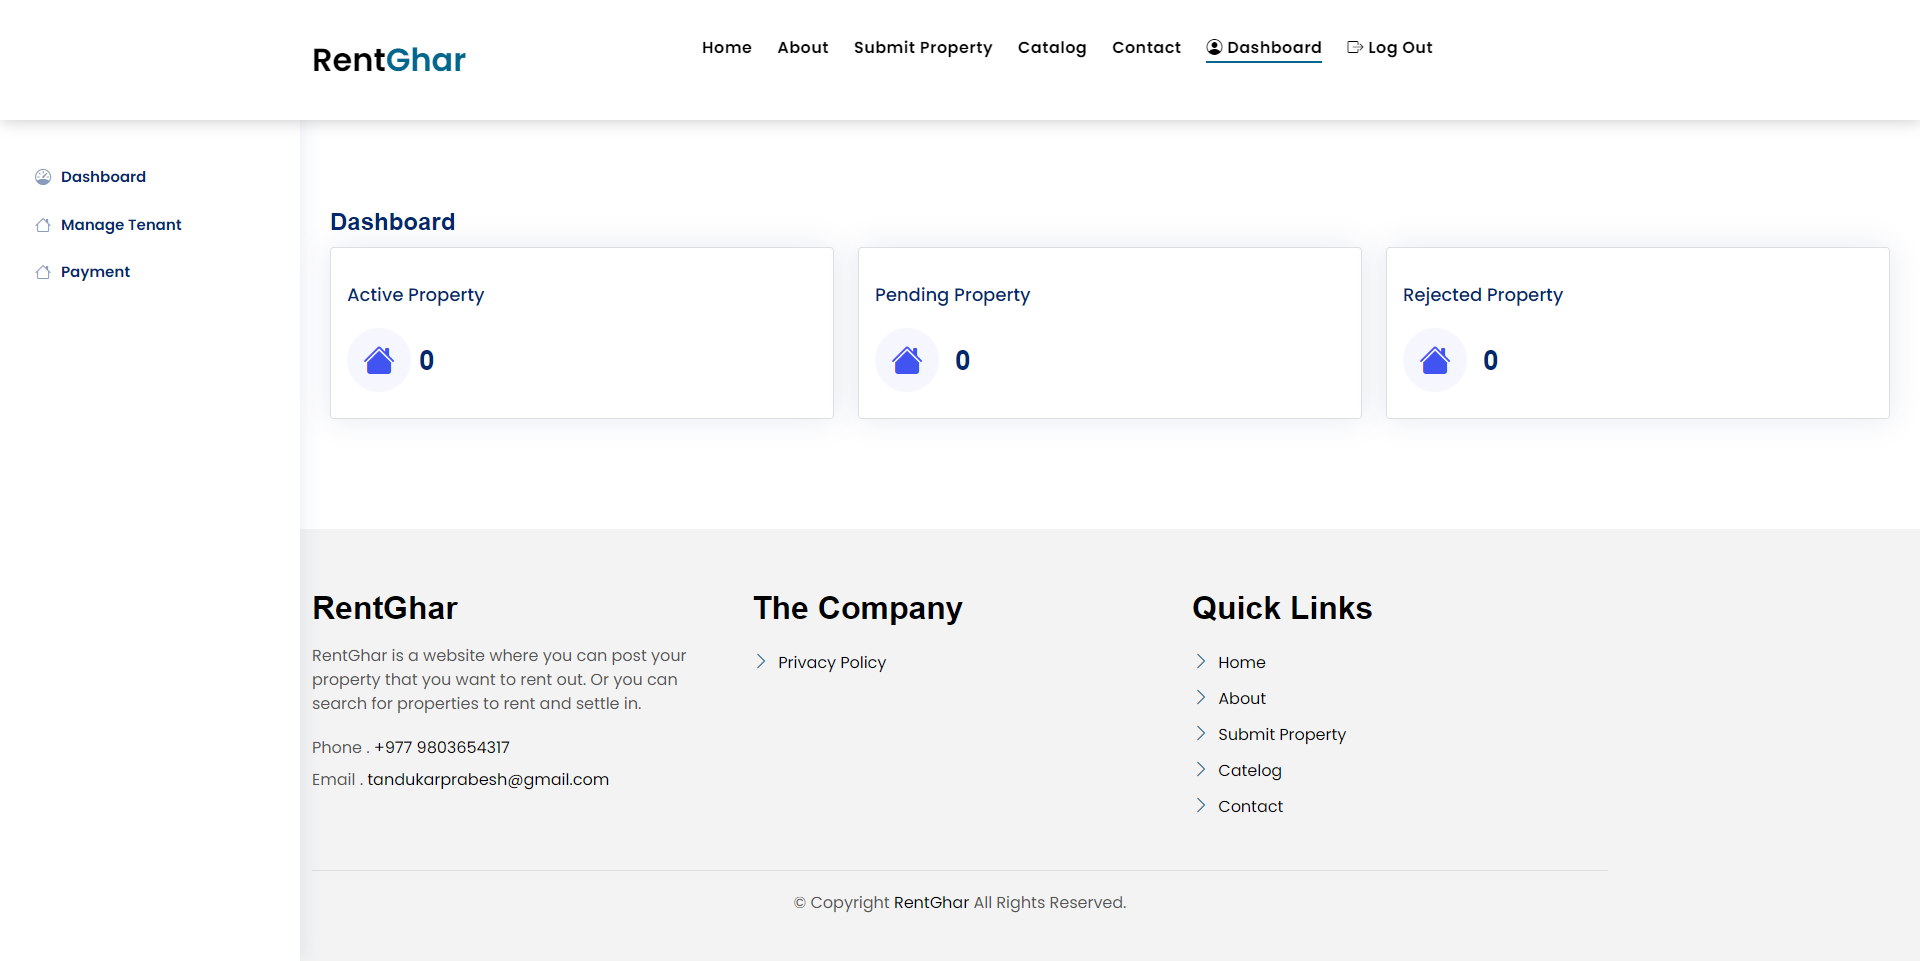 RentGhar
Home About Submit Property Catalog Contact Dashboard Log Out
Dashboard
Manage Tenant
Payment
Dashboard
Active Property
0
Pending Property
0
Rejected Property
0
RentGhar
RentGhar is a website where you can post your
property that you want to rent out. Or you can
search for properties to rent and settle in.
Phone . +977 9803654317
Email . tandukarprabesh@gmail.com
The Company
Privacy Policy
Quick Links
Home
About
Submit Property
Catelog
Contact
© Copyright RentGhar All Rights Reserved.